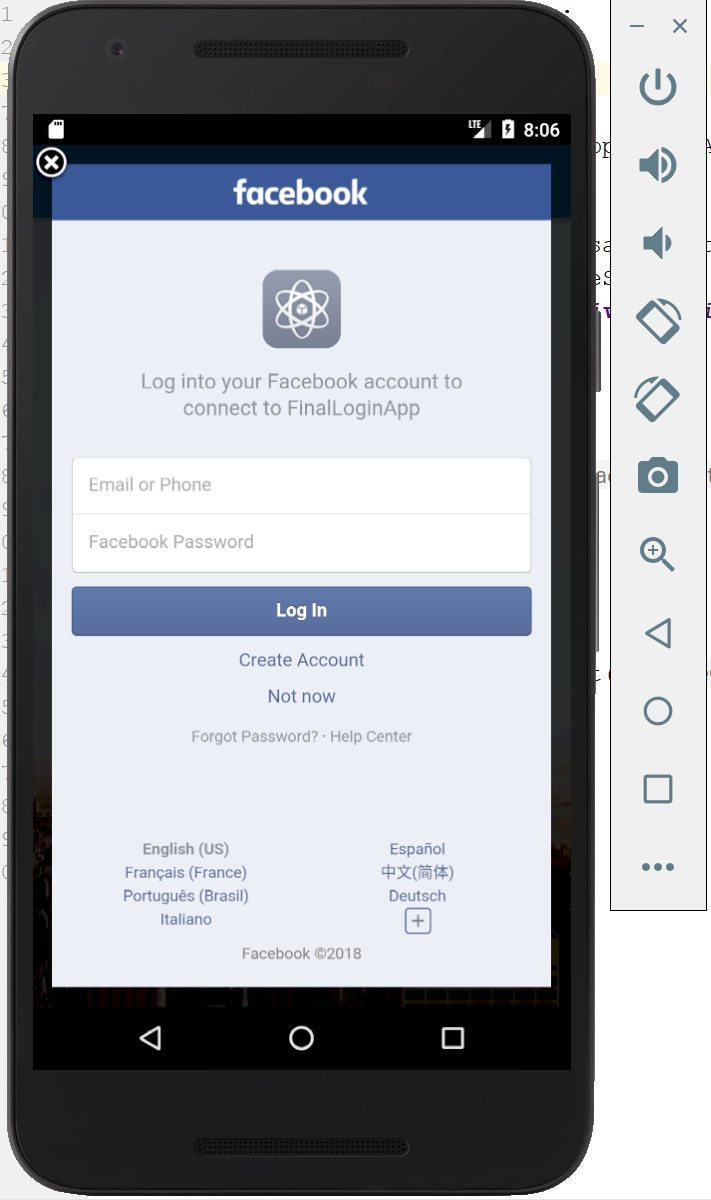 LTE 8:06
facebook
Log into your Facebook account to
connect to FinalLoginApp
Email or Phone
Facebook Password
Log In
Create Account
Not now
Forgot Password? · Help Center
English (US) Español
Français (France) 中文(简体)
Português (Brasil) Deutsch
Italiano
Facebook ©2018